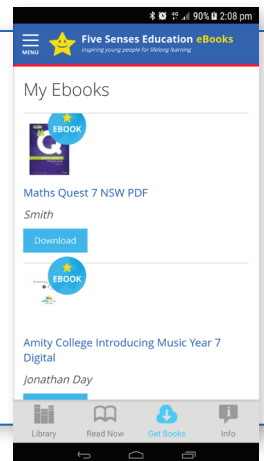 4G 90% 2:08 pm
MENU
Five Senses Education eBooks
inspiring young people for lifelong learning
My Ebooks
EBOOK
Q
Maths Quest 7 NSW PDF
Smith
Download
EBOOK
Amity College Introducing Music Year 7
Digital
Jonathan Day
Library
Read Now
Get Books
Info